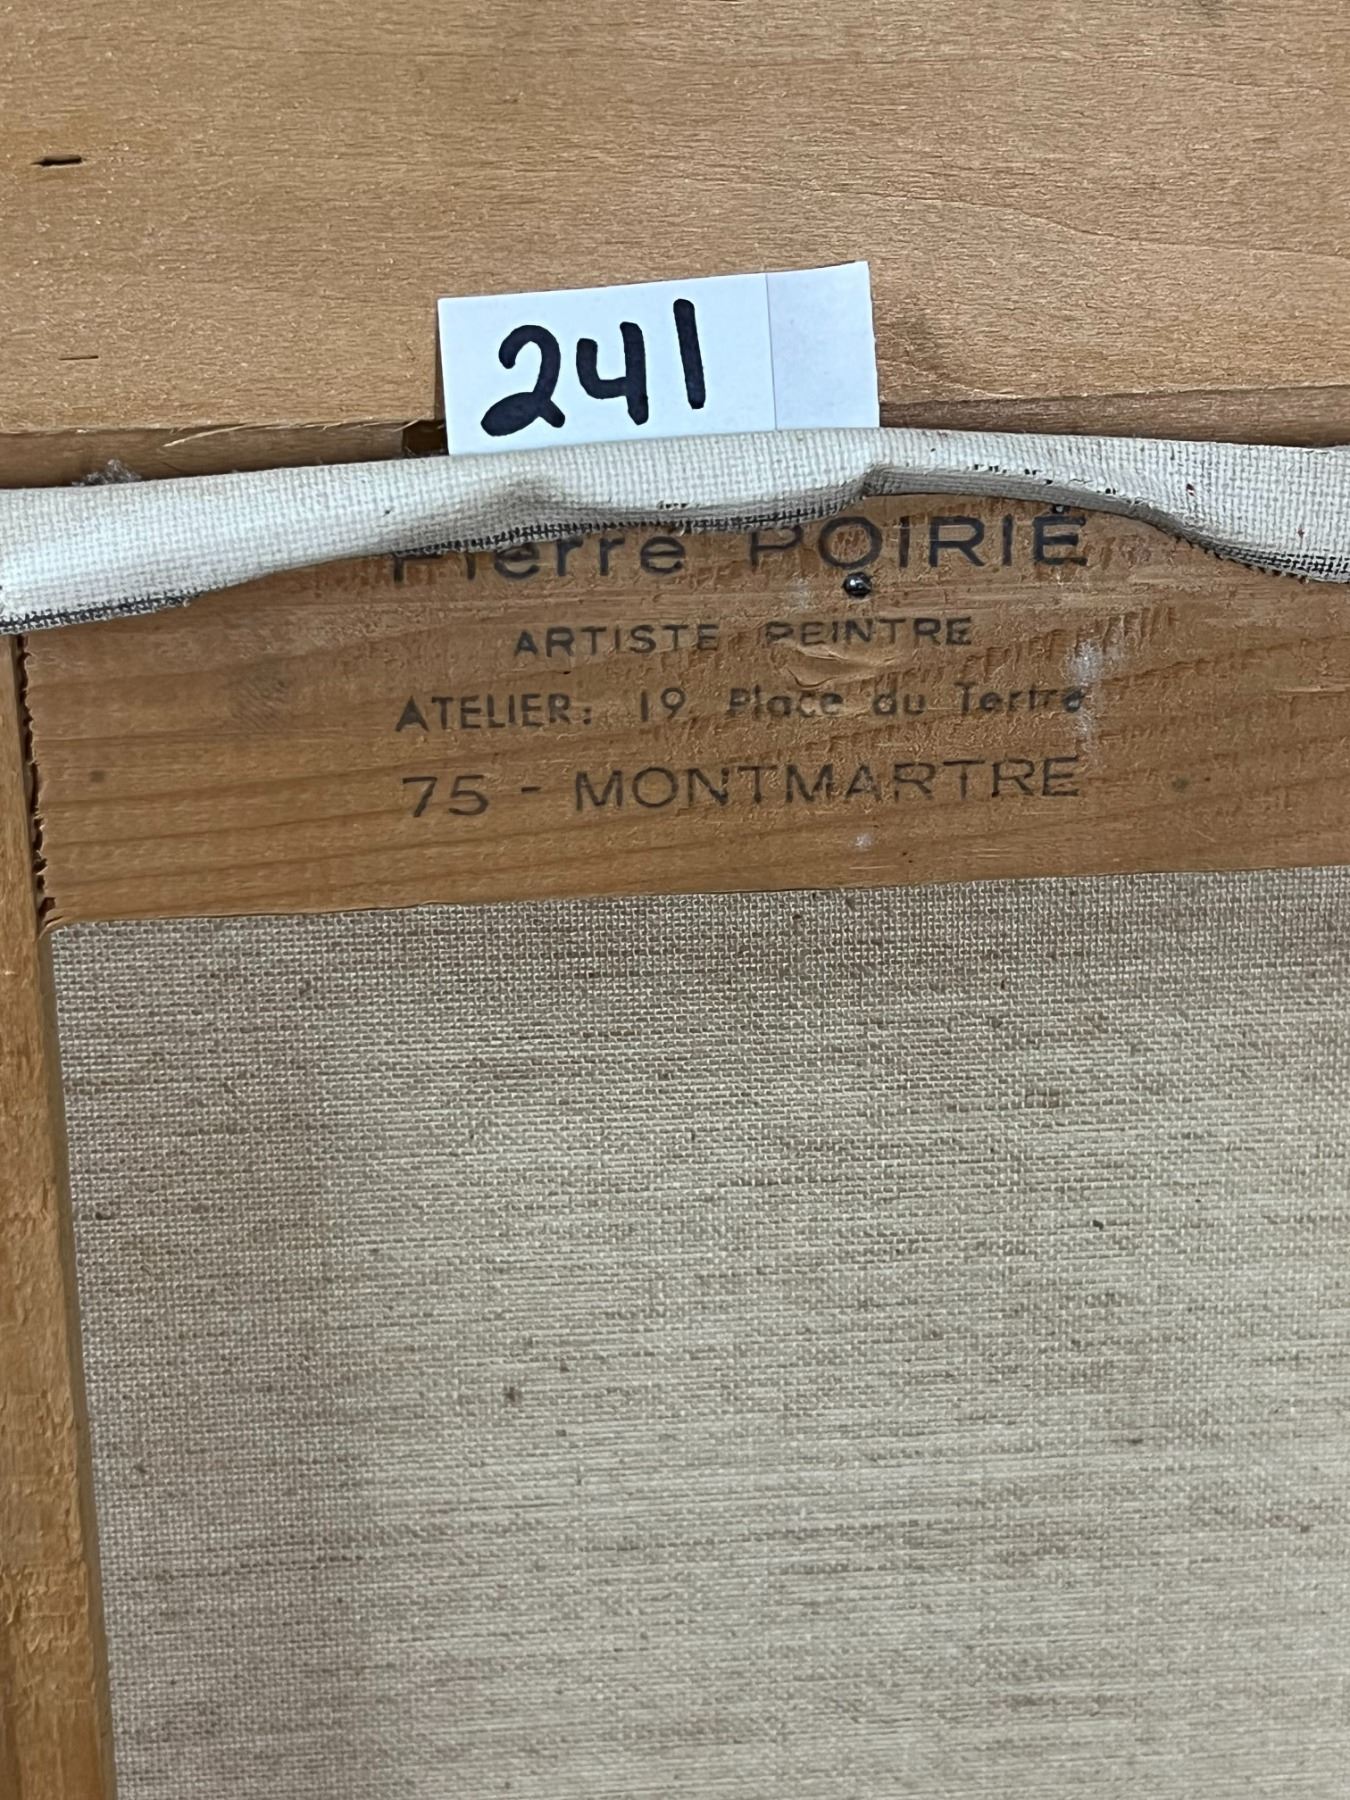 241
Pierre POIRIÉ
ARTISTE PEINTRE
ATELIER: 19, Place du Tertre
75 - MONTMARTRE